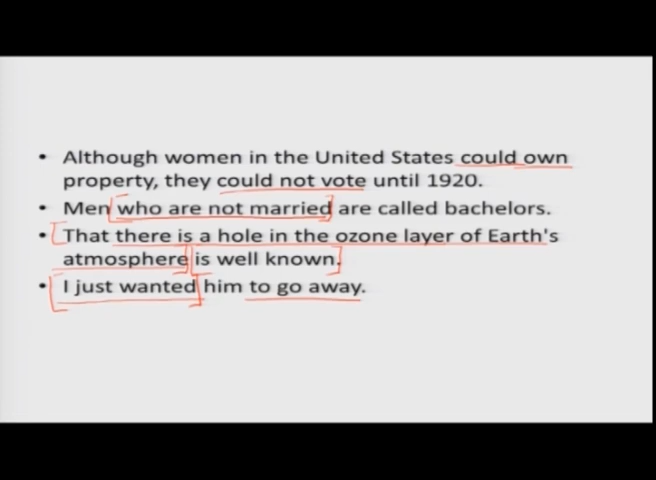 • Although women in the United States could own
property, they could not vote until 1920.
• Men who are not married are called bachelors.
• That there is a hole in the ozone layer of Earth's
atmosphere is well known.
• I just wanted him to go away.